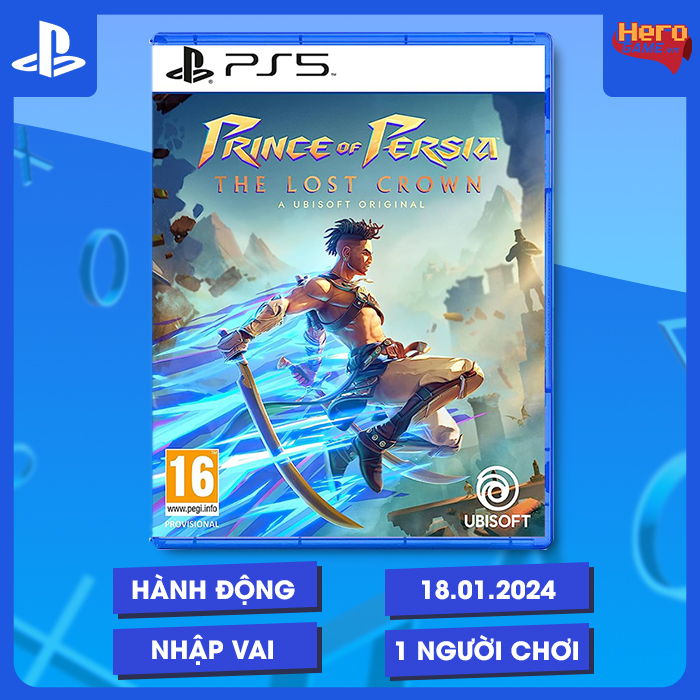 Hero
GAME.vn
PS5
PRINCE OF PERSIA
THE LOST CROWN
A UBISOFT ORIGINAL
16
www.pegi.info
PROVISIONAL
UBISOFT
HÀNH ĐỘNG
18.01.2024
NHẬP VAI
1 NGƯỜI CHƠI